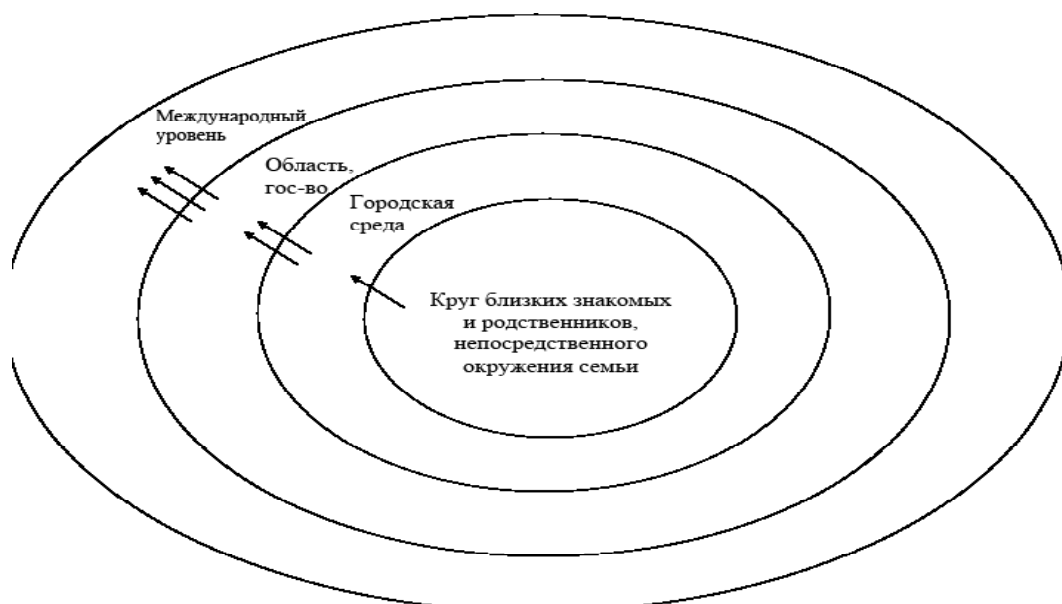 Международный
уровень
Область,
гос-во
Городская
среда
Круг близких знакомых
и родственников,
непосредственного
окружения семьи